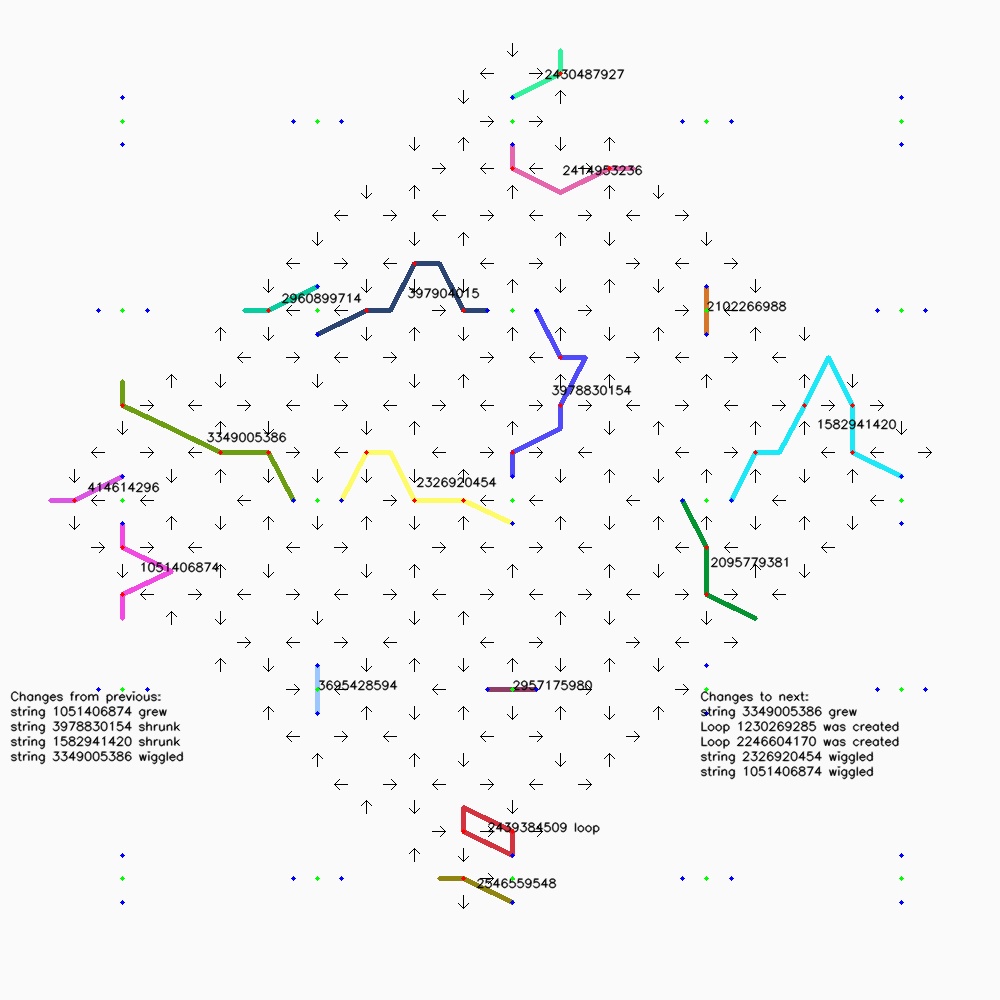 2430487927
2414953236
397904015
2960899714
2102266988
3978830154
1582941420
3349005386
2326920454
414614296
2095779381
1051406874
3695428594
2957175980
Changes from previous:
string 1051406874 grew
string 3978830154 shrunk
string 1582941420 shrunk
string 3349005386 wiggled
Changes to next:
string 3349005386 grew
Loop 1230269285 was created
Loop 2246604170 was created
string 2326920454 wiggled
string 1051406874 wiggled
2439384509 loop
2546559548